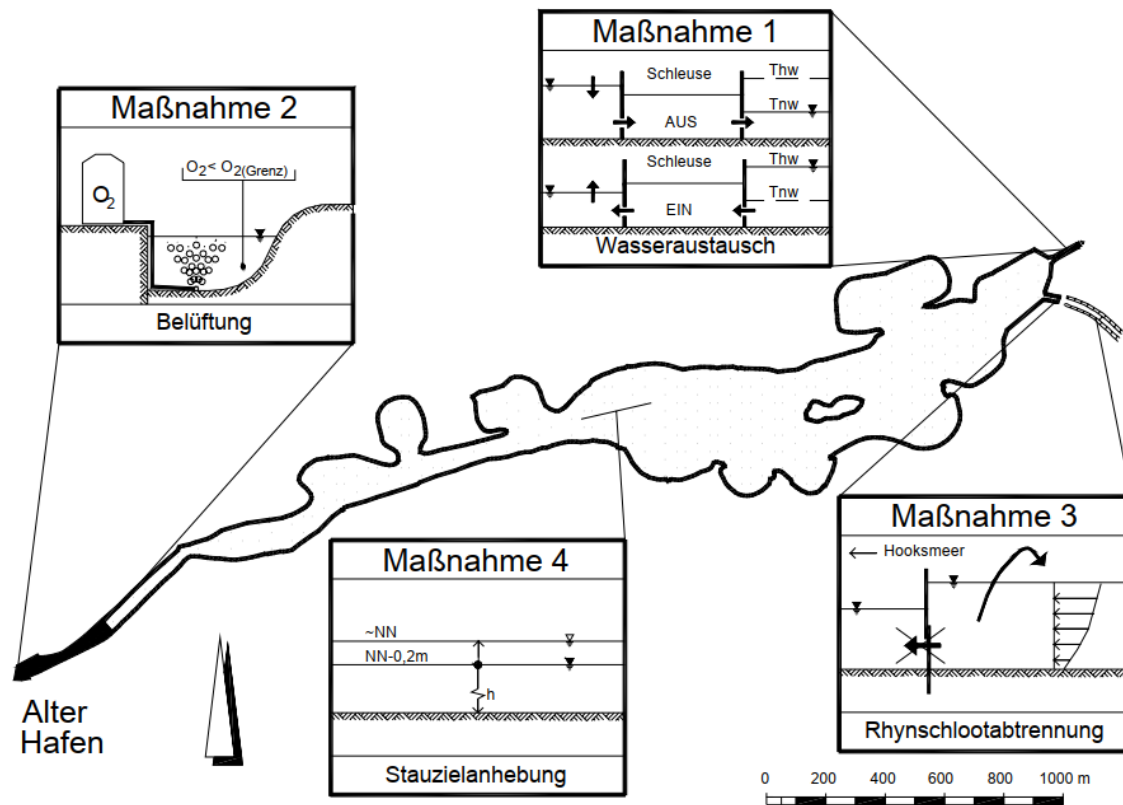 Maßnahme 1
Schleuse
Thw
Tnw
AUS
Schleuse
Thw
Tnw
EIN
Wasseraustausch
Maßnahme 2
O₂< O₂(Grenz)
O₂
Belüftung
Maßnahme 3
Hooksmeer
Rhynschlootabtrennung
Maßnahme 4
~NN
NN-0,2m
h
Stauzielanhebung
Alter
Hafen
0 200 400 600 800 1000 m